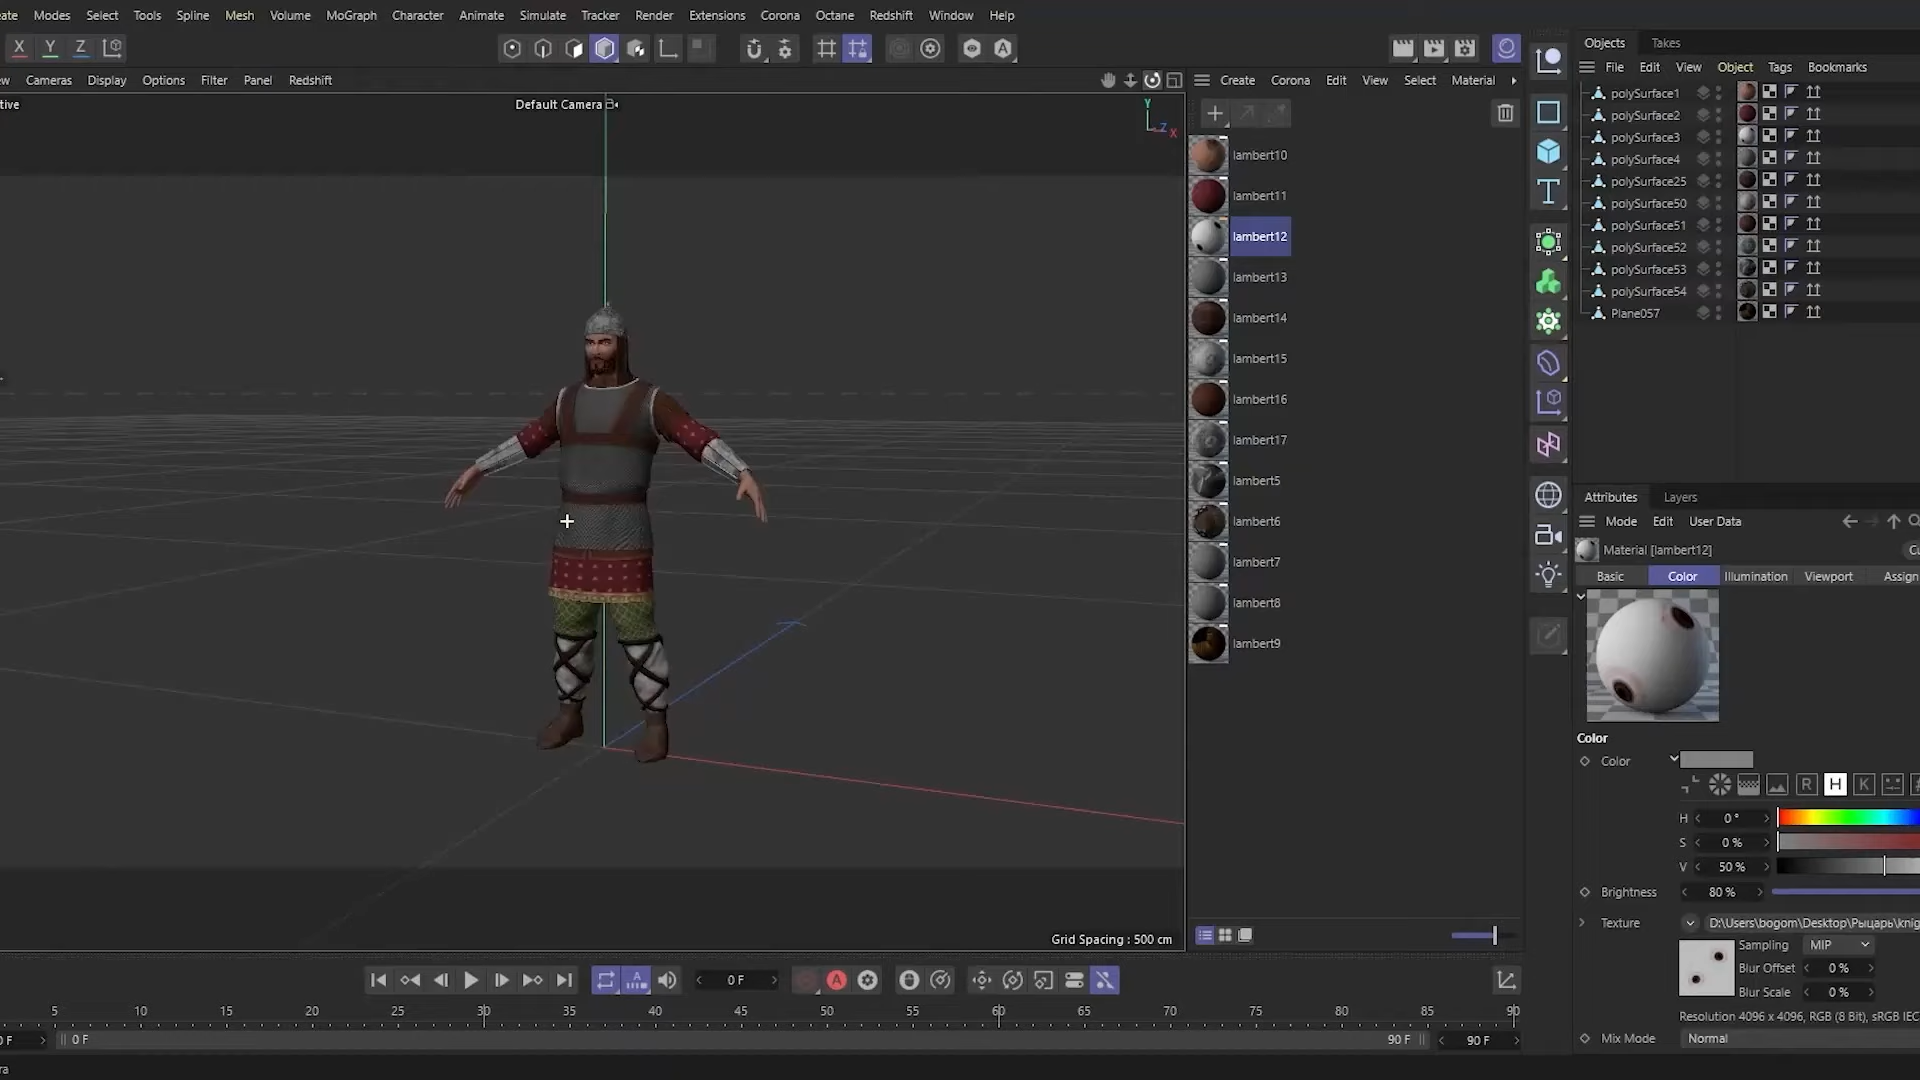 ate Modes Select Tools Spline Mesh Volume MoGraph Character Animate Simulate Tracker Render Extensions Corona Octane Redshift Window Help
X Y Z
ew Cameras Display Options Filter Panel Redshift
tive
Default Camera
Y
Z
X
Grid Spacing : 500 cm
Create Corona Edit View Select Material
lambert10
lambert11
lambert12
lambert13
lambert14
lambert15
lambert16
lambert17
lambert5
lambert6
lambert7
lambert8
lambert9
Objects Takes
File Edit View Object Tags Bookmarks
polySurface1
polySurface2
polySurface3
polySurface4
polySurface25
polySurface50
polySurface51
polySurface52
polySurface53
polySurface54
Plane057
Attributes Layers
Mode Edit User Data
Material [lambert12]
Cu
Basic Color Illumination Viewport Assign
Color
Color
R H K
H 0 °
S 0 %
V 50 %
Brightness 80 %
Texture D:\Users\bogom\Desktop\Рыцарь\knig
Sampling MIP
Blur Offset 0 %
Blur Scale 0 %
Resolution 4096 x 4096, RGB (8 Bit), sRGB IEC
Mix Mode Normal
0 F
5 10 15 20 25 30 35 40 45 50 55 60 65 70 75 80 85 90
0 F 0 F 90 F 90 F
ra